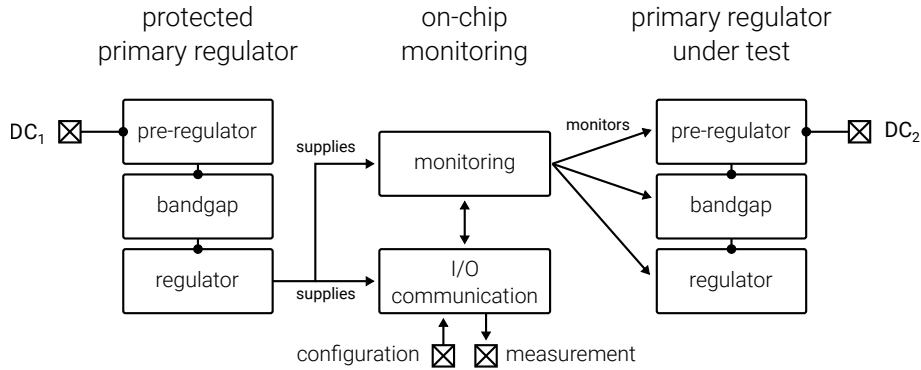 protected
primary regulator
on-chip
monitoring
primary regulator
under test
DC₁
pre-regulator
bandgap
regulator
supplies
supplies
monitoring
I/O
communication
configuration
measurement
monitors
pre-regulator
bandgap
regulator
DC₂